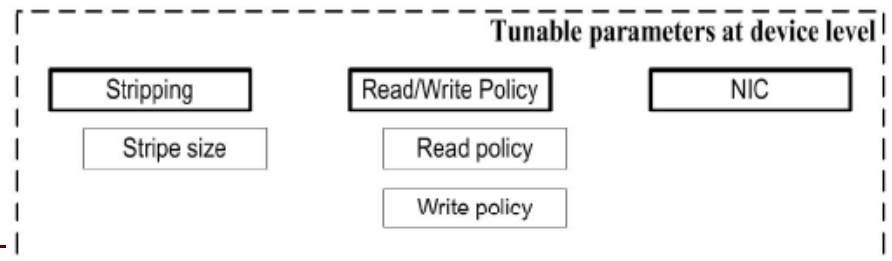 Tunable parameters at device level
Stripping
Read/Write Policy
NIC
Stripe size
Read policy
Write policy